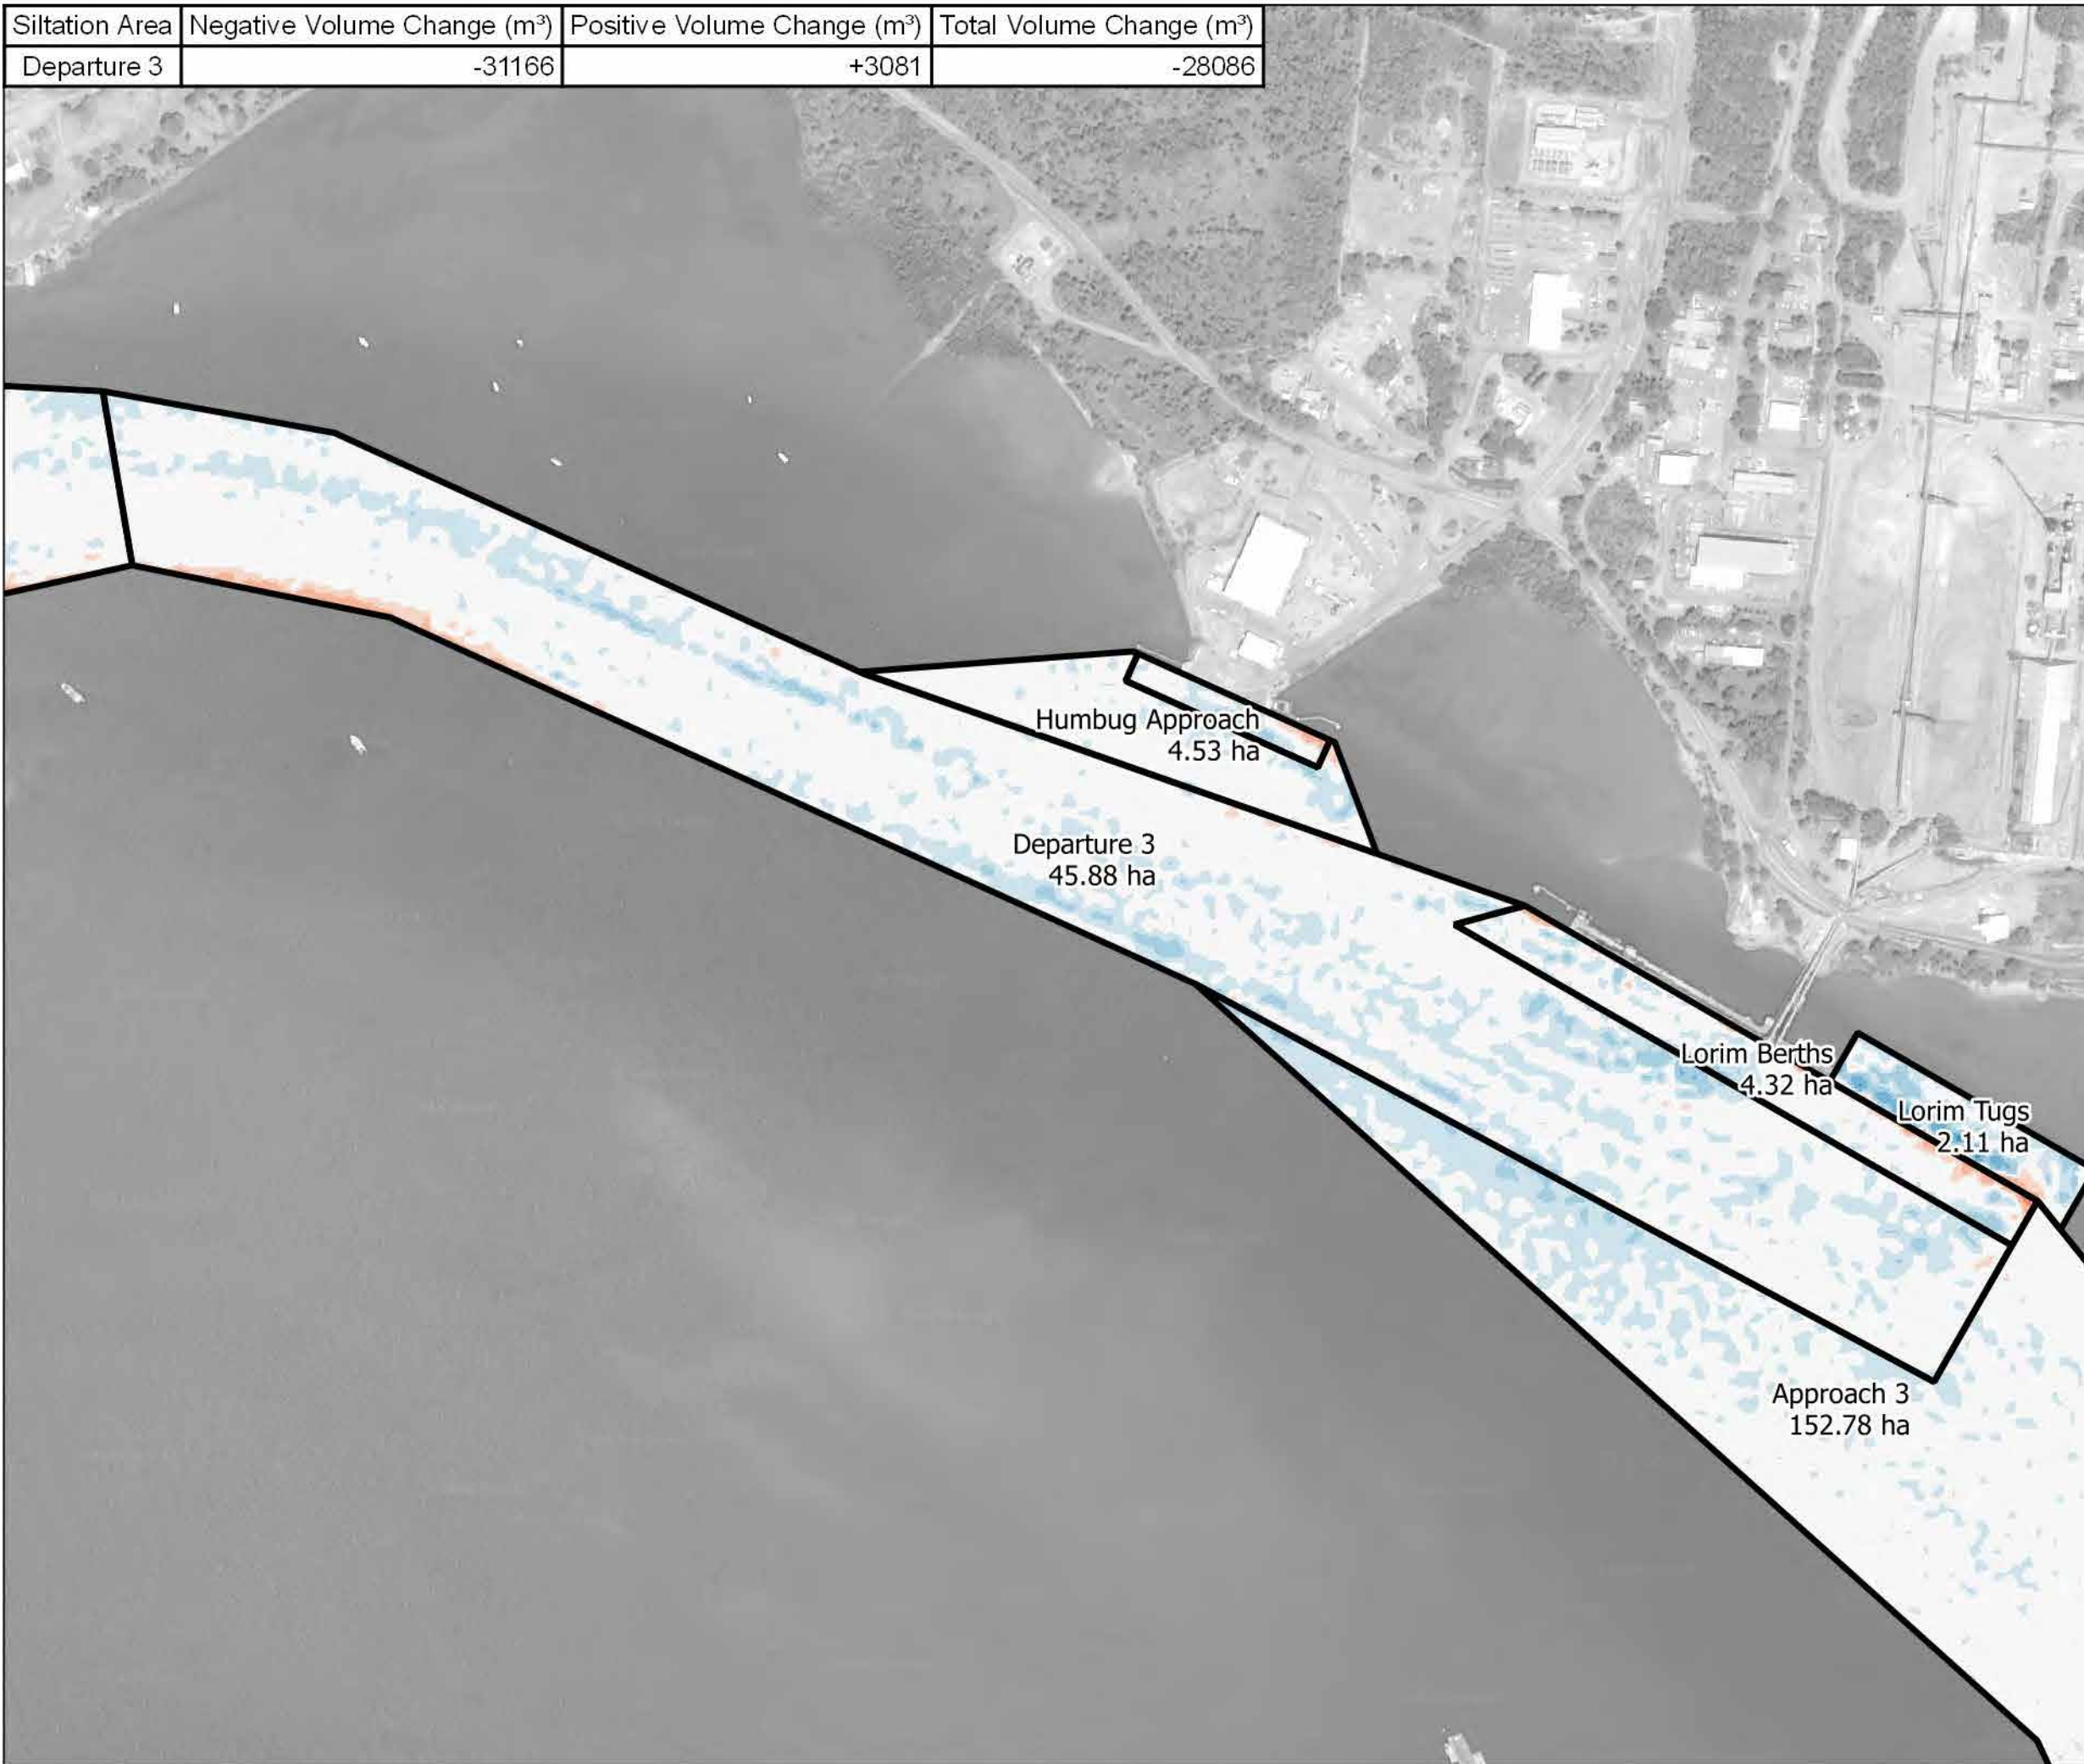 Siltation Area Negative Volume Change (m³) Positive Volume Change (m³) Total Volume Change (m³)
Departure 3 -31166 +3081 -28086
Humbug Approach
4.53 ha
Departure 3
45.88 ha
Lorim Berths
4.32 ha
Lorim Tugs
2.11 ha
Approach 3
152.78 ha